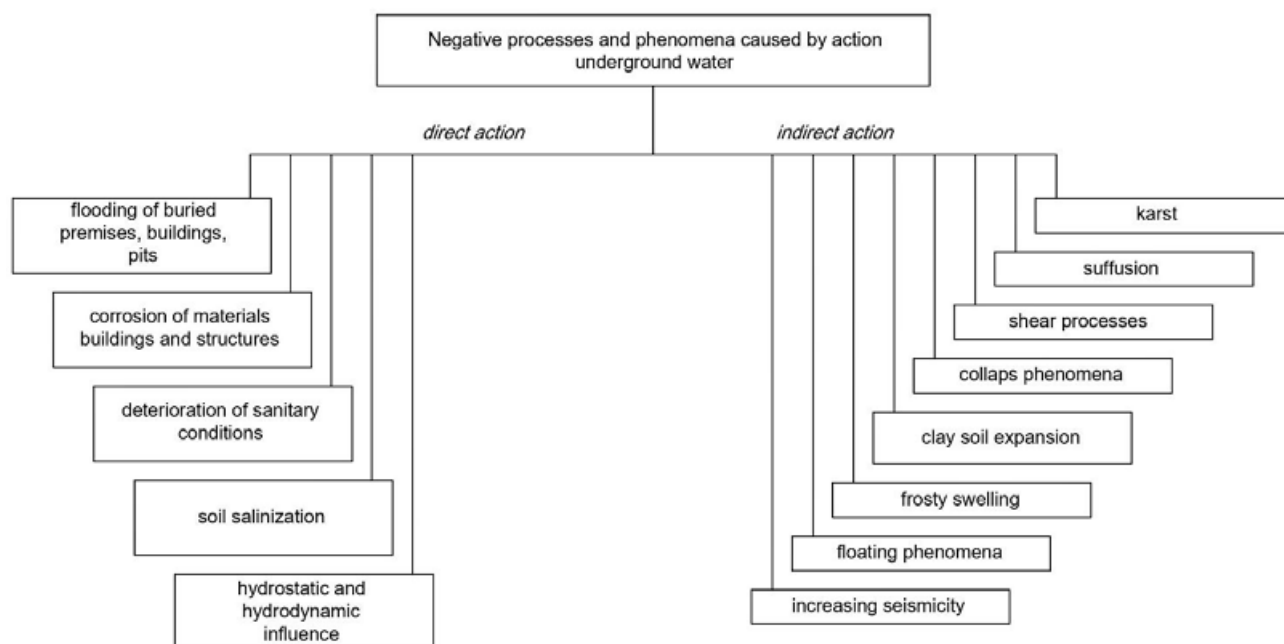 Negative processes and phenomena caused by action
underground water
direct action
indirect action
flooding of buried
premises, buildings,
pits
corrosion of materials
buildings and structures
deterioration of sanitary
conditions
soil salinization
hydrostatic and
hydrodynamic
influence
karst
suffusion
shear processes
collaps phenomena
clay soil expansion
frosty swelling
floating phenomena
increasing seismicity